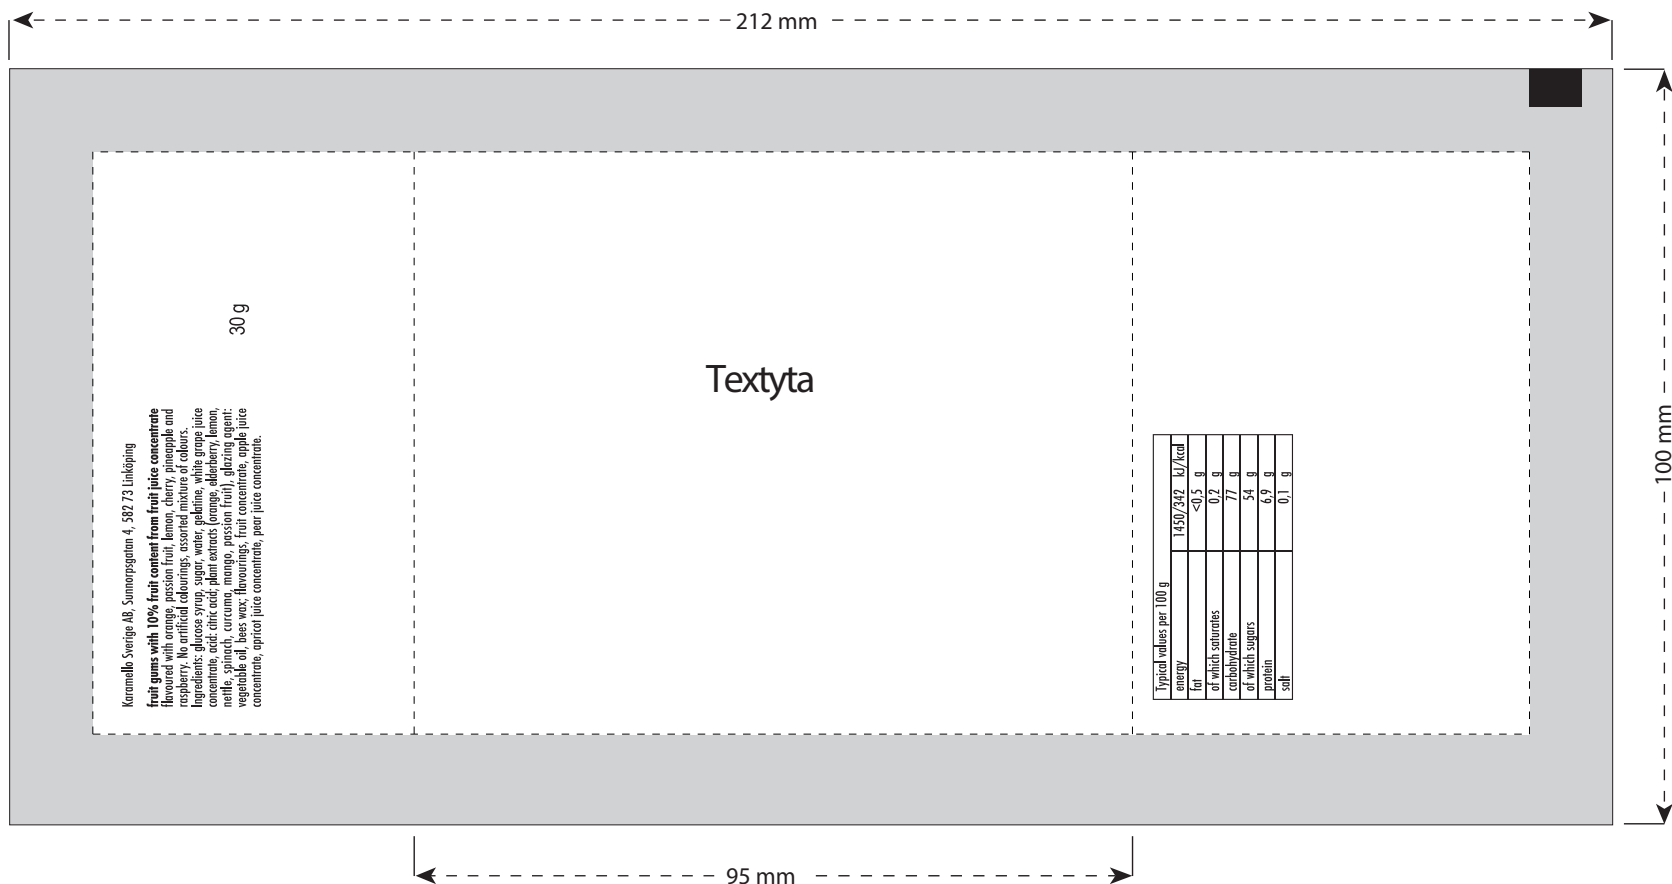 212 mm
30 g
Karamello Sverige AB, Sunnorpsgatan 4, 582 73 Linköping
fruit gums with 10% fruit content from fruit juice concentrate
flavoured with orange, passion fruit, lemon, cherry, pineapple and
raspberry. No artificial colourings, assorted mixture of colours.
Ingredients: glucose syrup, sugar, water, gelatine, white grape juice
concentrate, acid: citric acid; plant extracts (orange, elderberry, lemon,
nettle, spinach, curcuma, mango, passion fruit), glazing agent:
vegetable oil, bees wax; flavourings, fruit concentrate, apple juice
concentrate, apricot juice concentrate, pear juice concentrate.
Textyta
Typical values per 100 g
energy 1450/342 kJ/kcal
fat <0,5 g
of which saturates 0,2 g
carbohydrate 77 g
of which sugars 54 g
protein 6,9 g
salt 0,1 g
100 mm
95 mm